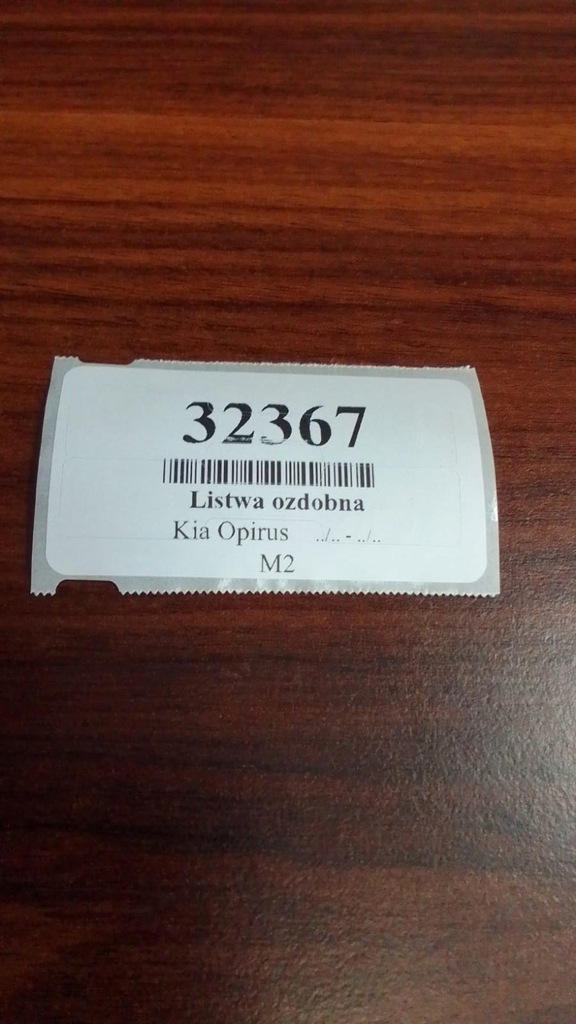 32367
Listwa ozdobna
Kia Opirus ../.. - ../..
M2